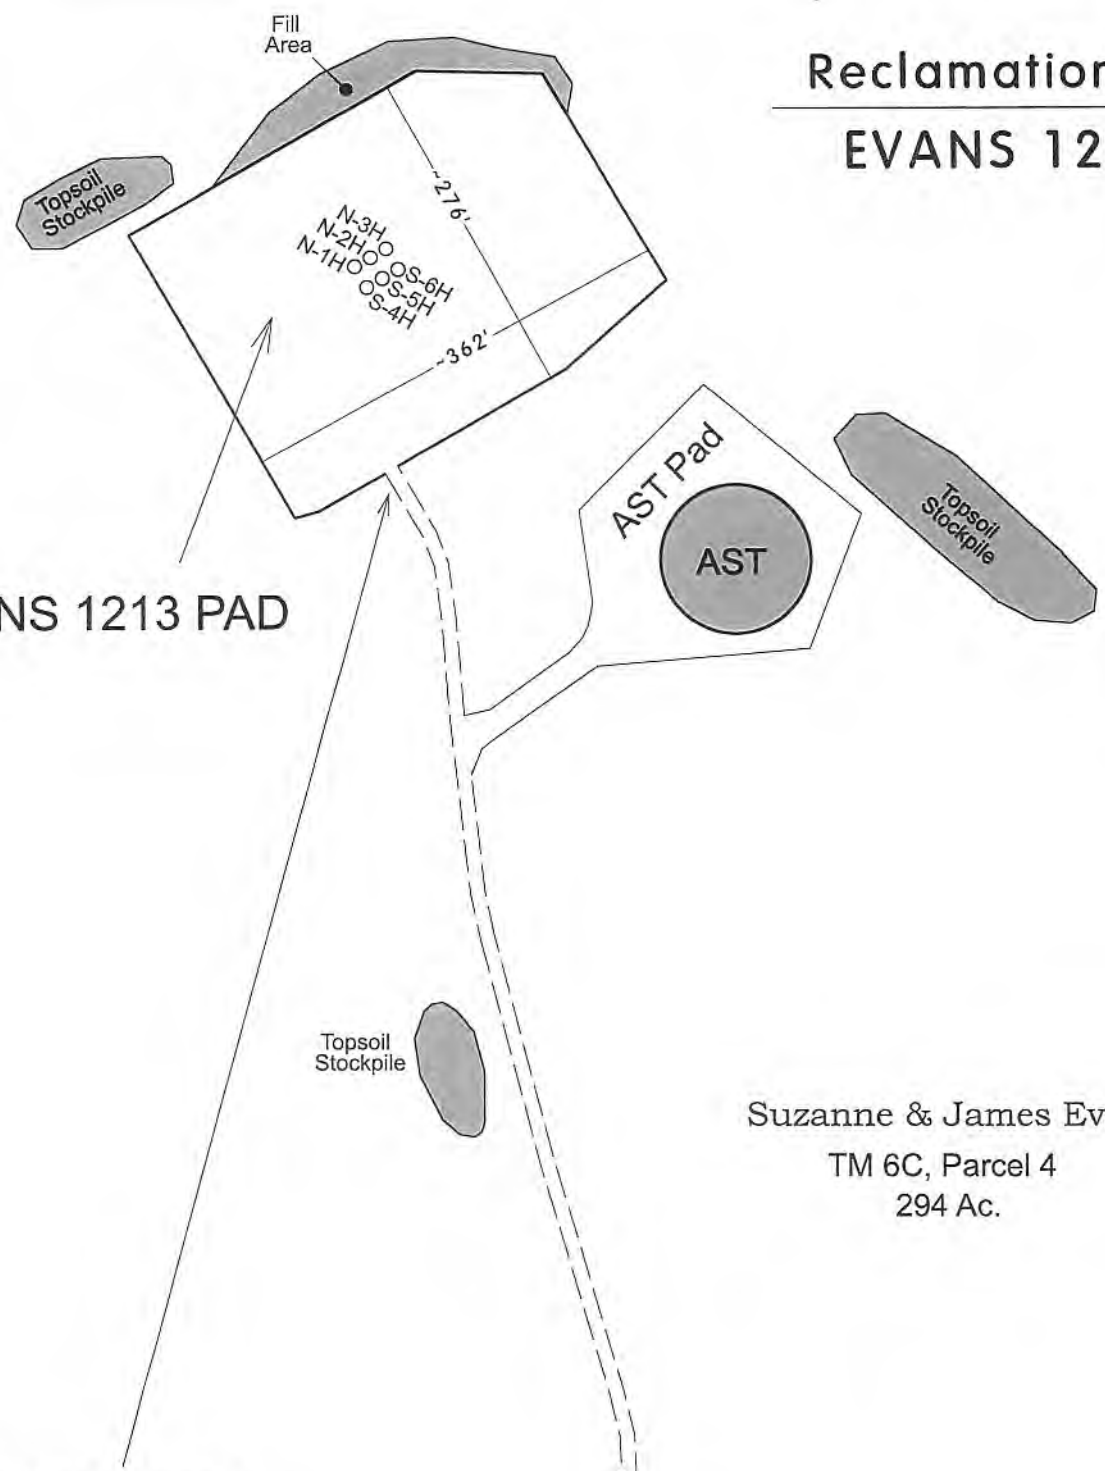 Fill
Area
Reclamation
EVANS 12
Topsoil
Stockpile
~276'
N-3H
N-2H
N-1H
S-6H
S-5H
S-4H
~362'
AST Pad
AST
Topsoil
Stockpile
NS 1213 PAD
Topsoil
Stockpile
Suzanne & James Ev
TM 6C, Parcel 4
294 Ac.